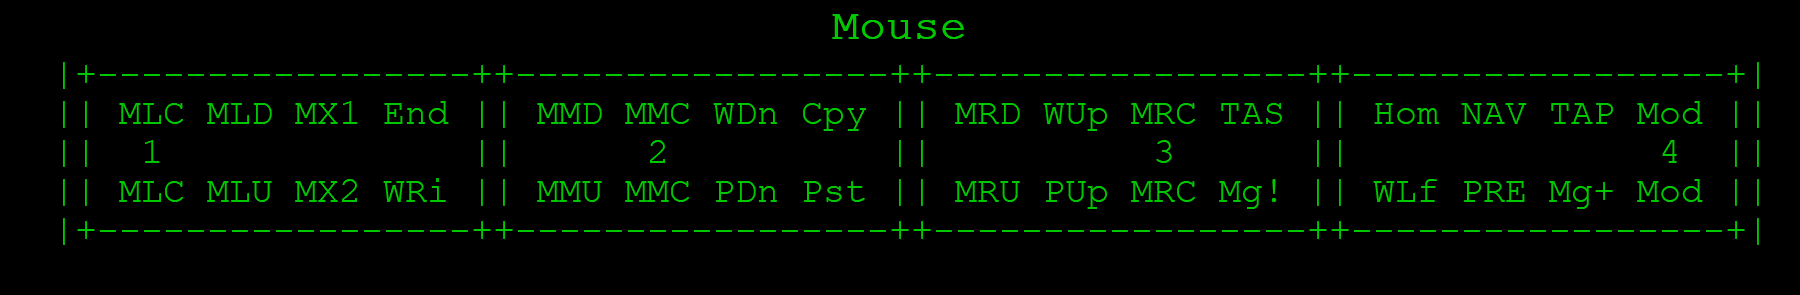 Mouse
|+-----------------++-----------------++-----------------++-----------------+|
|| MLC MLD MX1 End || MMD MMC WDn Cpy || MRD WUp MRC TAS || Hom NAV TAP Mod ||
||  1              ||      2          ||          3      ||              4  ||
|| MLC MLU MX2 WRi || MMU MMC PDn Pst || MRU PUp MRC Mg! || WLf PRE Mg+ Mod ||
|+-----------------++-----------------++-----------------++-----------------+|